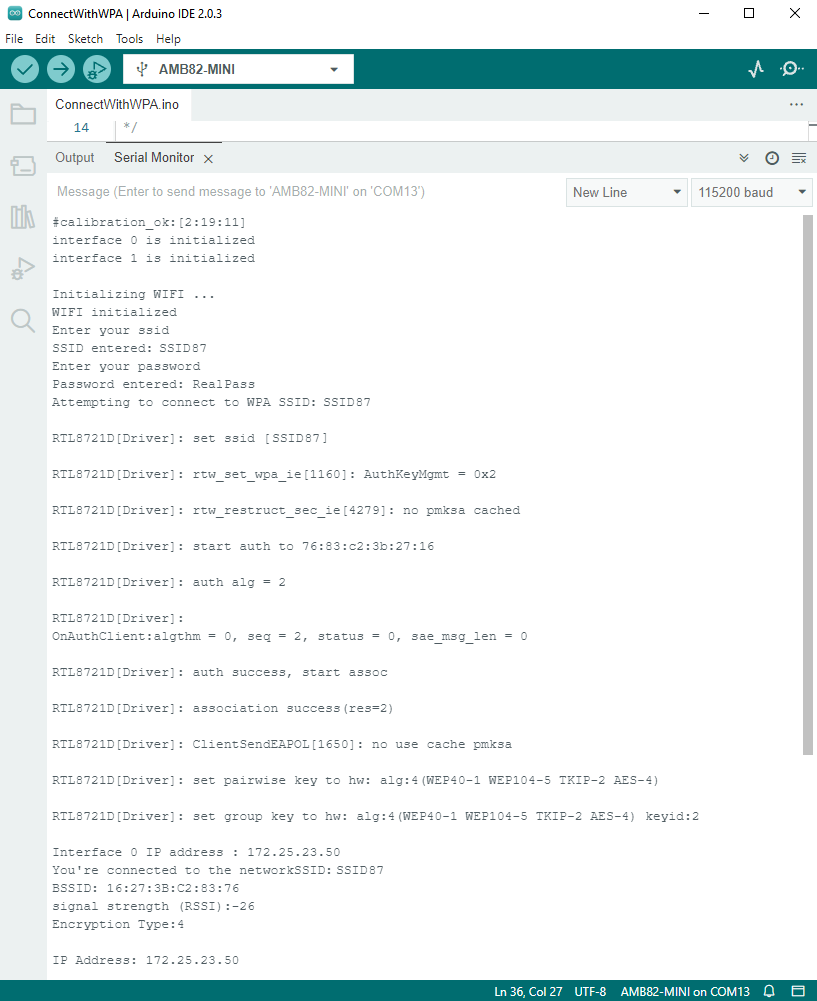 ConnectWithWPA | Arduino IDE 2.0.3
File Edit Sketch Tools Help
AMB82-MINI
ConnectWithWPA.ino
14 */
Output Serial Monitor
Message (Enter to send message to 'AMB82-MINI' on 'COM13')
New Line 115200 baud
#calibration_ok:[2:19:11]
interface 0 is initialized
interface 1 is initialized
Initializing WIFI ...
WIFI initialized
Enter your ssid
SSID entered: SSID87
Enter your password
Password entered: RealPass
Attempting to connect to WPA SSID: SSID87
RTL8721D[Driver]: set ssid [SSID87]
RTL8721D[Driver]: rtw_set_wpa_ie[1160]: AuthKeyMgmt = 0x2
RTL8721D[Driver]: rtw_restruct_sec_ie[4279]: no pmksa cached
RTL8721D[Driver]: start auth to 76:83:c2:3b:27:16
RTL8721D[Driver]: auth alg = 2
RTL8721D[Driver]:
OnAuthClient:algthm = 0, seq = 2, status = 0, sae_msg_len = 0
RTL8721D[Driver]: auth success, start assoc
RTL8721D[Driver]: association success(res=2)
RTL8721D[Driver]: ClientSendEAPOL[1650]: no use cache pmksa
RTL8721D[Driver]: set pairwise key to hw: alg:4(WEP40-1 WEP104-5 TKIP-2 AES-4)
RTL8721D[Driver]: set group key to hw: alg:4(WEP40-1 WEP104-5 TKIP-2 AES-4) keyid:2
Interface 0 IP address : 172.25.23.50
You're connected to the networkSSID: SSID87
BSSID: 16:27:3B:C2:83:76
signal strength (RSSI):-26
Encryption Type:4
IP Address: 172.25.23.50
Ln 36, Col 27 UTF-8 AMB82-MINI on COM13